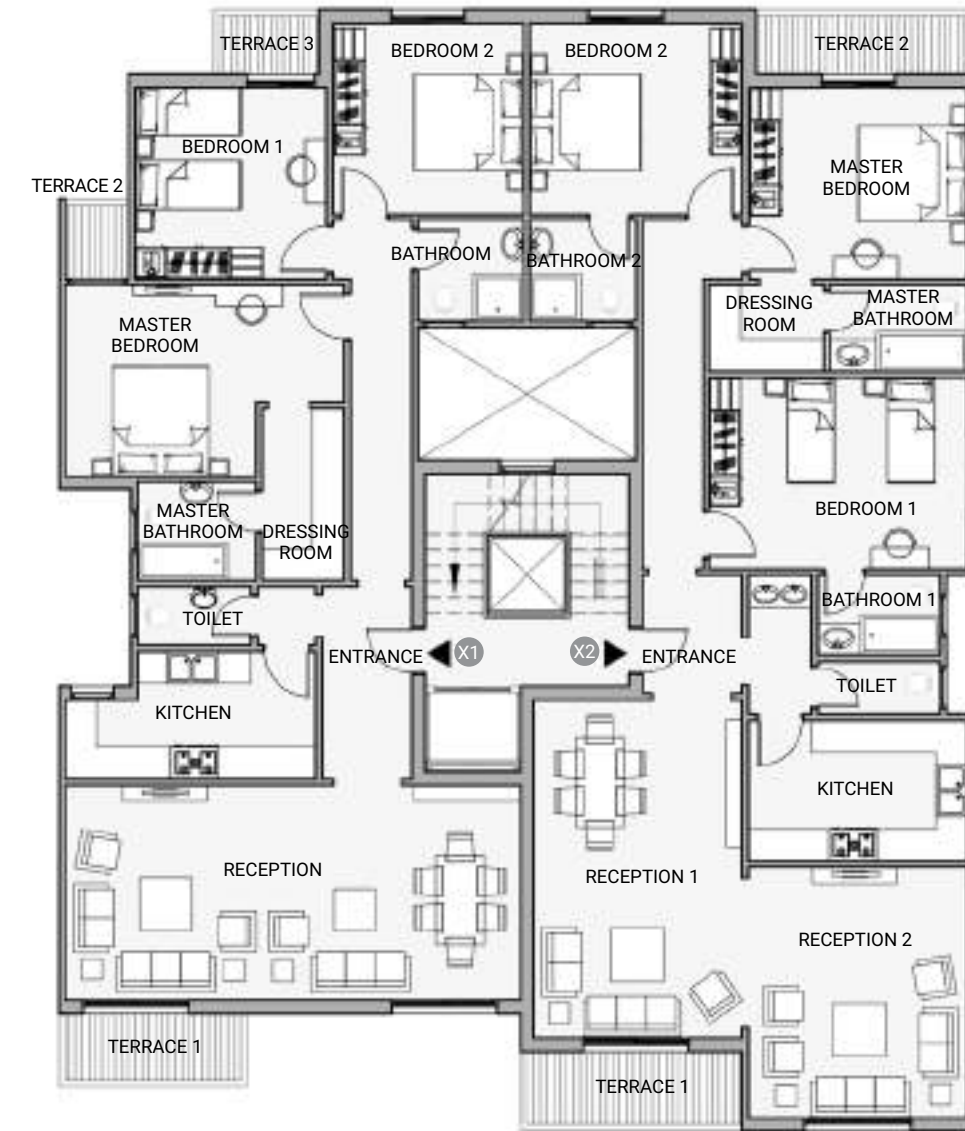 TERRACE 3
BEDROOM 2
BEDROOM 2
TERRACE 2
BEDROOM 1
MASTER
BEDROOM
TERRACE 2
BATHROOM
BATHROOM 2
DRESSING
ROOM
MASTER
BATHROOM
MASTER
BEDROOM
MASTER
BATHROOM
DRESSING
ROOM
BEDROOM 1
TOILET
BATHROOM 1
ENTRANCE
X1
X2
ENTRANCE
TOILET
KITCHEN
KITCHEN
RECEPTION
RECEPTION 1
RECEPTION 2
TERRACE 1
TERRACE 1